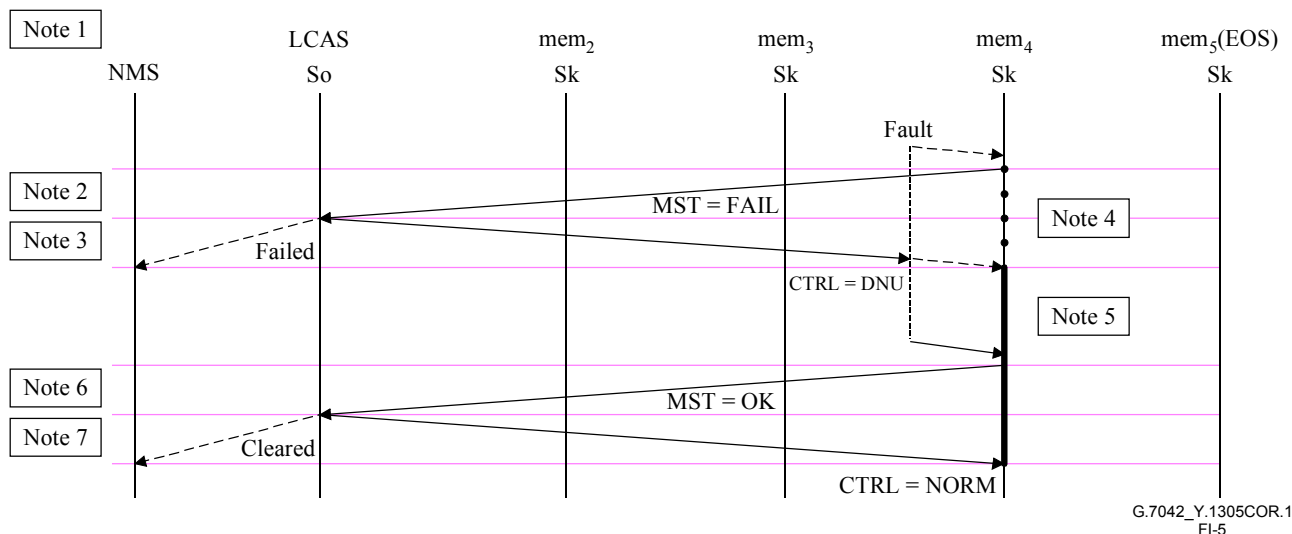 Note 1
LCAS
mem2
mem3
mem4
mem5(EOS)
NMS
So
Sk
Sk
Sk
Sk
Fault
Note 2
MST = FAIL
Note 4
Note 3
Failed
CTRL = DNU
Note 5
Note 6
MST = OK
Note 7
Cleared
CTRL = NORM
G.7042_Y.1305COR.1
FI-5